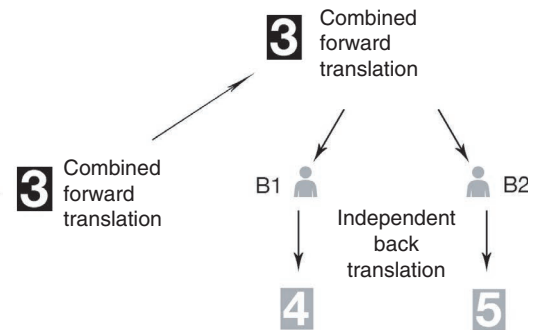 3 Combined
forward
translation
3 Combined
forward
translation
B1
B2
Independent
back
translation
4
5